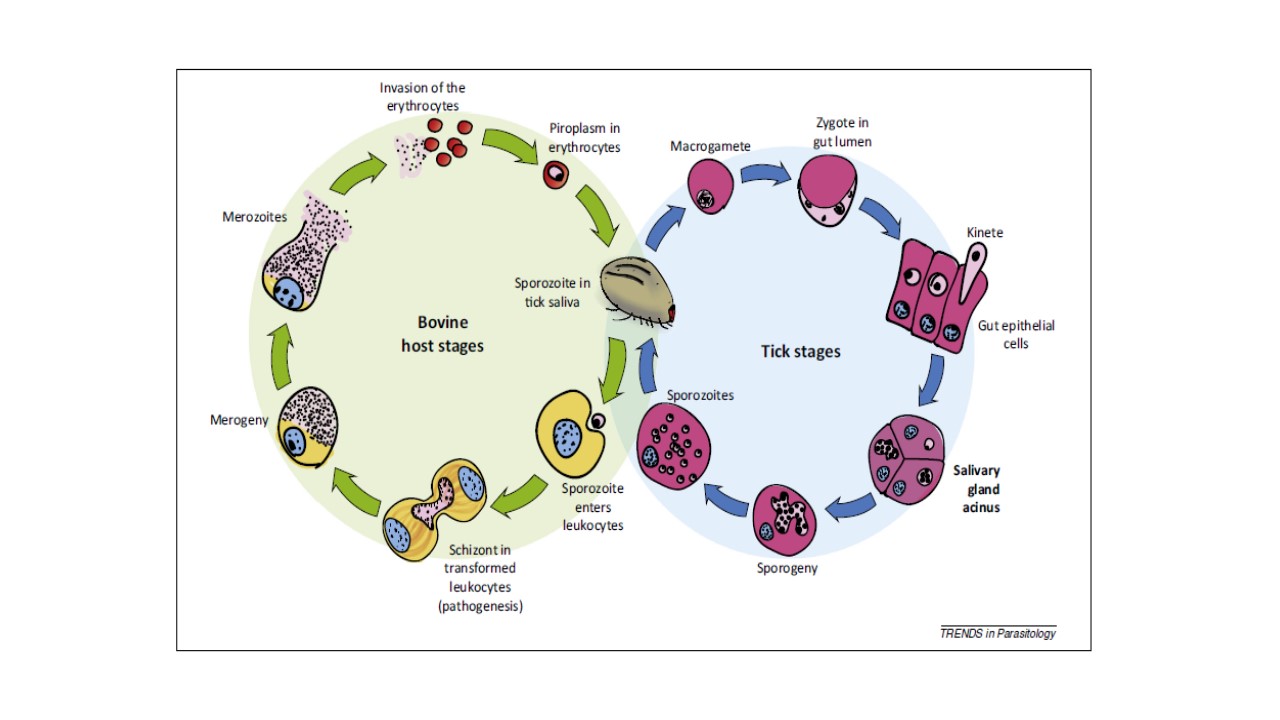 Invasion of the
erythrocytes
Piroplasm in
erythrocytes
Merozoites
Sporozoite in
tick saliva
Bovine
host stages
Merogeny
Sporozoite
enters
leukocytes
Schizont in
transformed
leukocytes
(pathogenesis)
Macrogamete
Zygote in
gut lumen
Kinete
Gut epithelial
cells
Tick stages
Sporozoites
Salivary
gland
acinus
Sporogeny
TRENDS in Parasitology